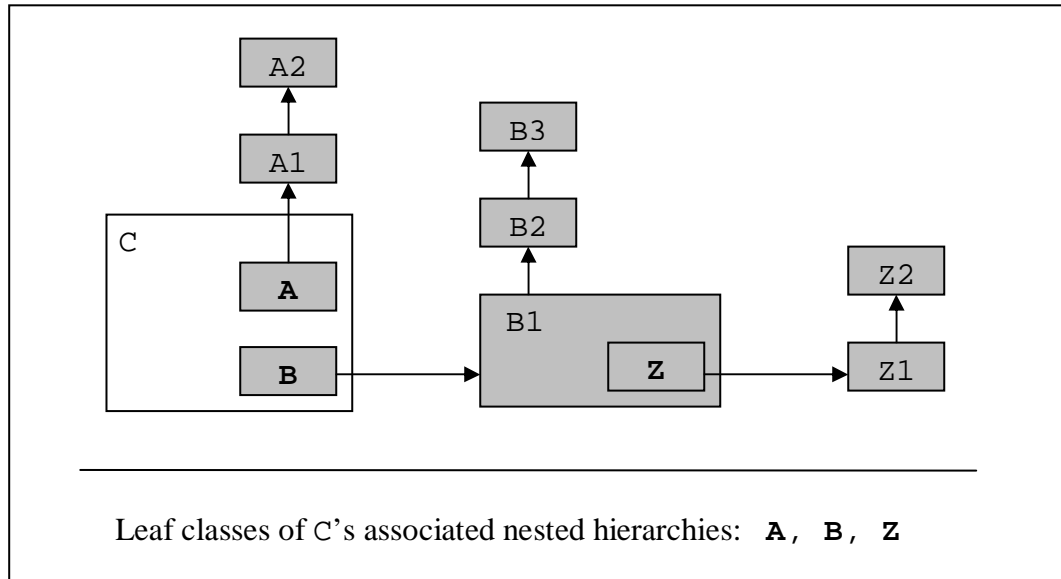 A2
A1
B3
B2
C
A
Z2
B1
B
Z
Z1
Leaf classes of C’s associated nested hierarchies: A, B, Z